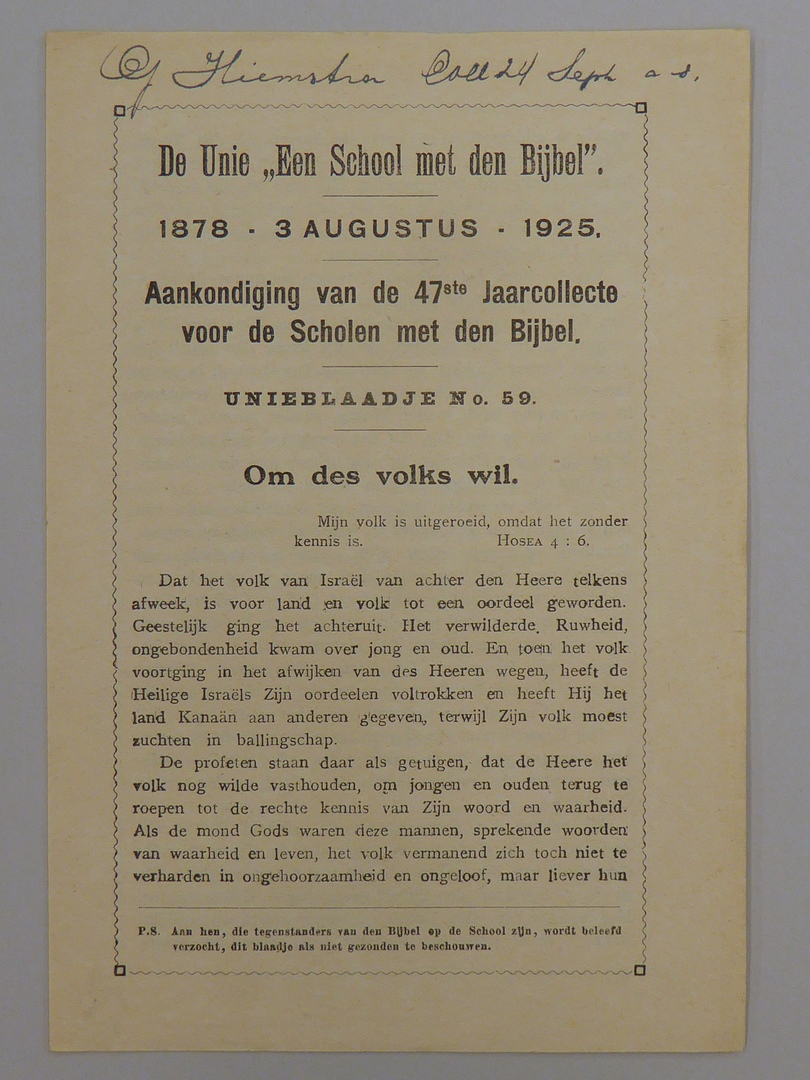 Hiemstra Coll 24 Sept a.s.
De Unie „Een School met den Bijbel”.
1878 - 3 AUGUSTUS - 1925.
Aankondiging van de 47ste Jaarcollecte
voor de Scholen met den Bijbel.
UNIEBLAADJE No. 59.
Om des volks wil.
Mijn volk is uitgeroeid, omdat het zonder
kennis is. HOSEA 4 : 6.
Dat het volk van Israël van achter den Heere telkens
afweek, is voor land en volk tot een oordeel geworden.
Geestelijk ging het achteruit. Het verwilderde. Ruwheid,
ongebondenheid kwam over jong en oud. En toen het volk
voortging in het afwijken van des Heeren wegen, heeft de
Heilige Israëls Zijn oordeelen voltrokken en heeft Hij het
land Kanaän aan anderen gegeven, terwijl Zijn volk moest
zuchten in ballingschap.
De profeten staan daar als getuigen, dat de Heere het
volk nog wilde vasthouden, om jongen en ouden terug te
roepen tot de rechte kennis van Zijn woord en waarheid.
Als de mond Gods waren deze mannen, sprekende woorden
van waarheid en leven, het volk vermanend zich toch niet te
verharden in ongehoorzaamheid en ongeloof, maar liever hun
P.S. Aan hen, die tegenstanders van den Bijbel op de School zijn, wordt beleefd
verzocht, dit blaadje als niet gezonden te beschouwen.